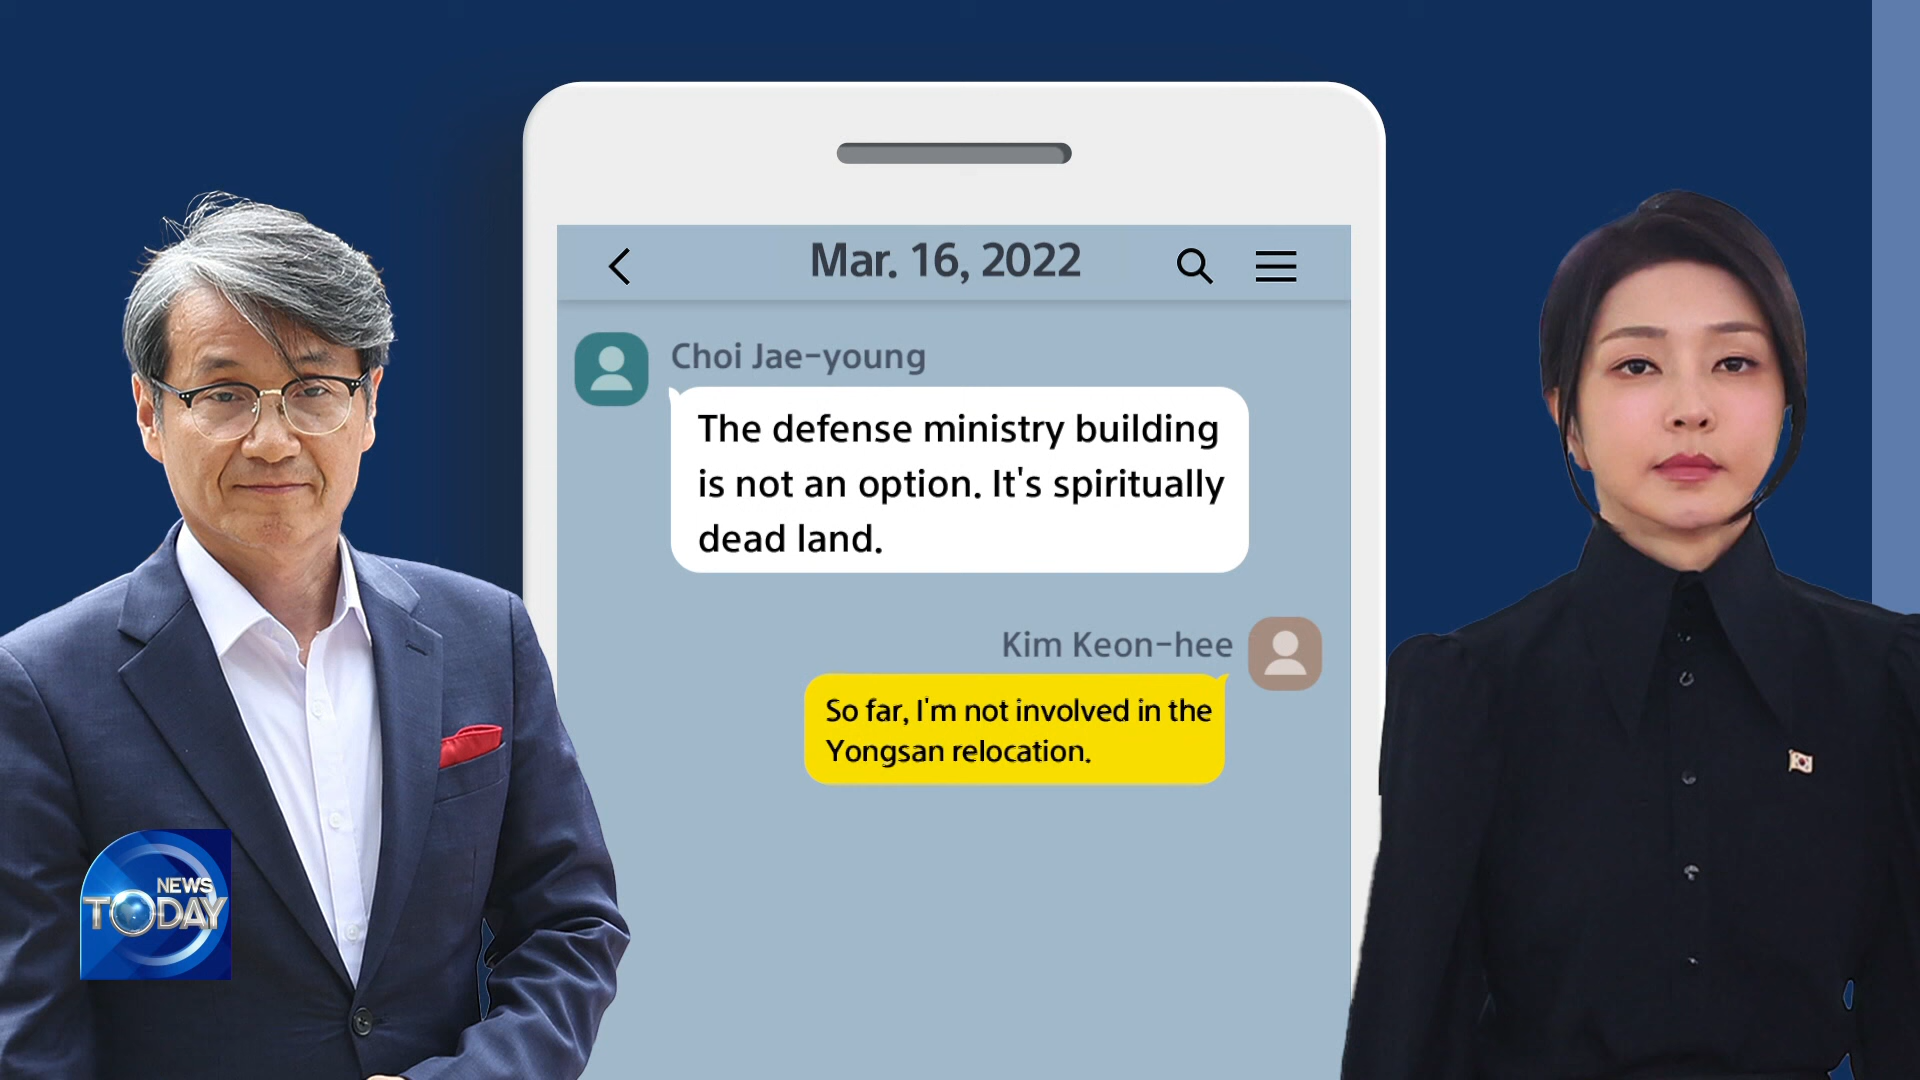 Mar. 16, 2022
Choi Jae-young
The defense ministry building
is not an option. It's spiritually
dead land.
Kim Keon-hee
So far, I'm not involved in the
Yongsan relocation.
NEWS
TODAY